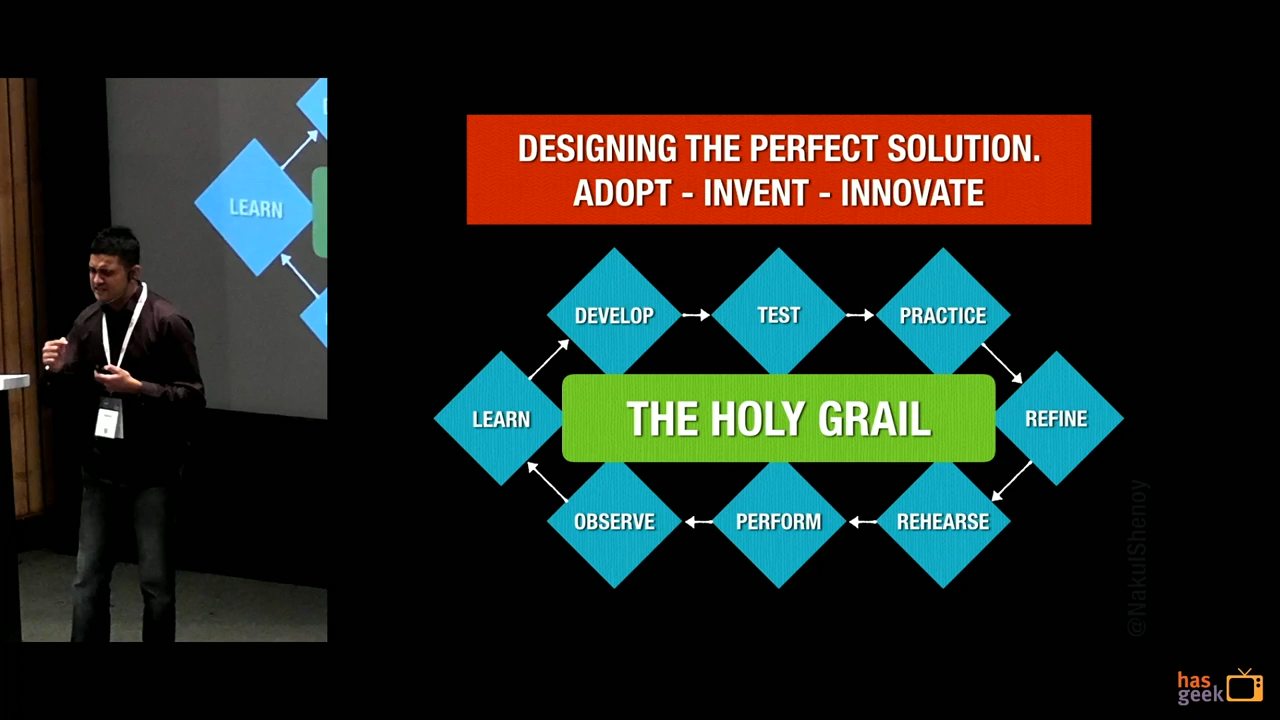 DESIGNING THE PERFECT SOLUTION.
ADOPT - INVENT - INNOVATE
DEVELOP
TEST
PRACTICE
LEARN
THE HOLY GRAIL
REFINE
OBSERVE
PERFORM
REHEARSE
LEARN
@NakulShenoy
has
geek